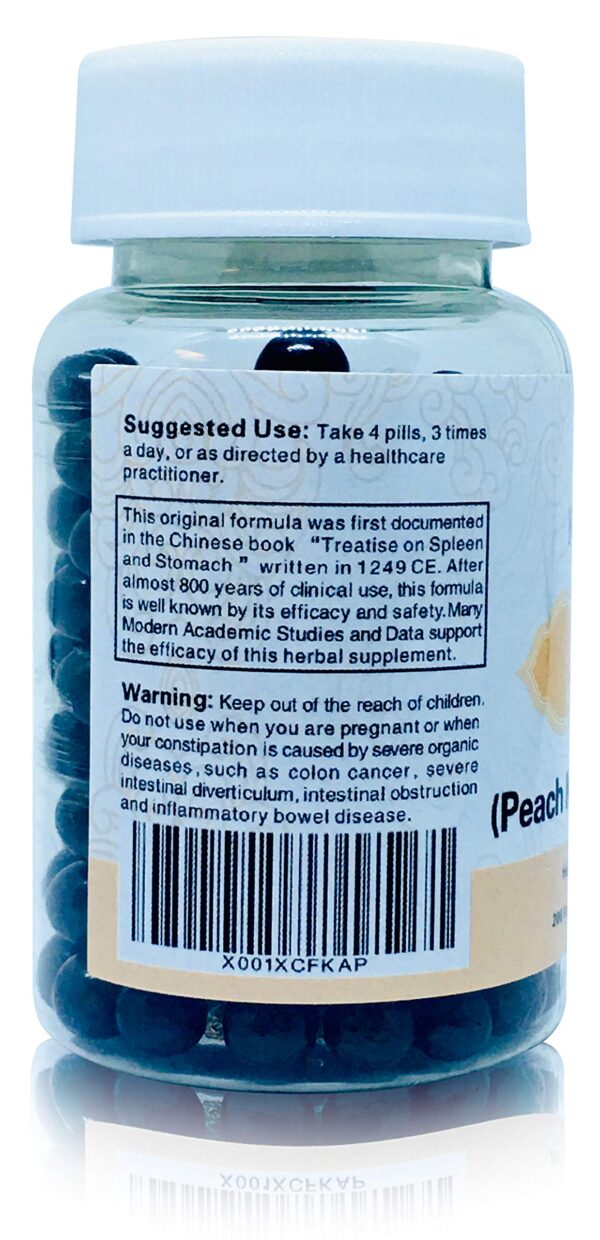 Suggested Use: Take 4 pills, 3 times
a day, or as directed by a healthcare
practitioner.
This original formula was first documented
in the Chinese book “Treatise on Spleen
and Stomach ” written in 1249 CE. After
almost 800 years of clinical use, this formula
is well known by its efficacy and safety. Many
Modern Academic Studies and Data support
the efficacy of this herbal supplement.
Warning: Keep out of the reach of children.
Do not use when you are pregnant or when
your constipation is caused by severe organic
diseases, such as colon cancer, severe
intestinal diverticulum, intestinal obstruction
and inflammatory bowel disease.
(Peach
X001XCFKAP